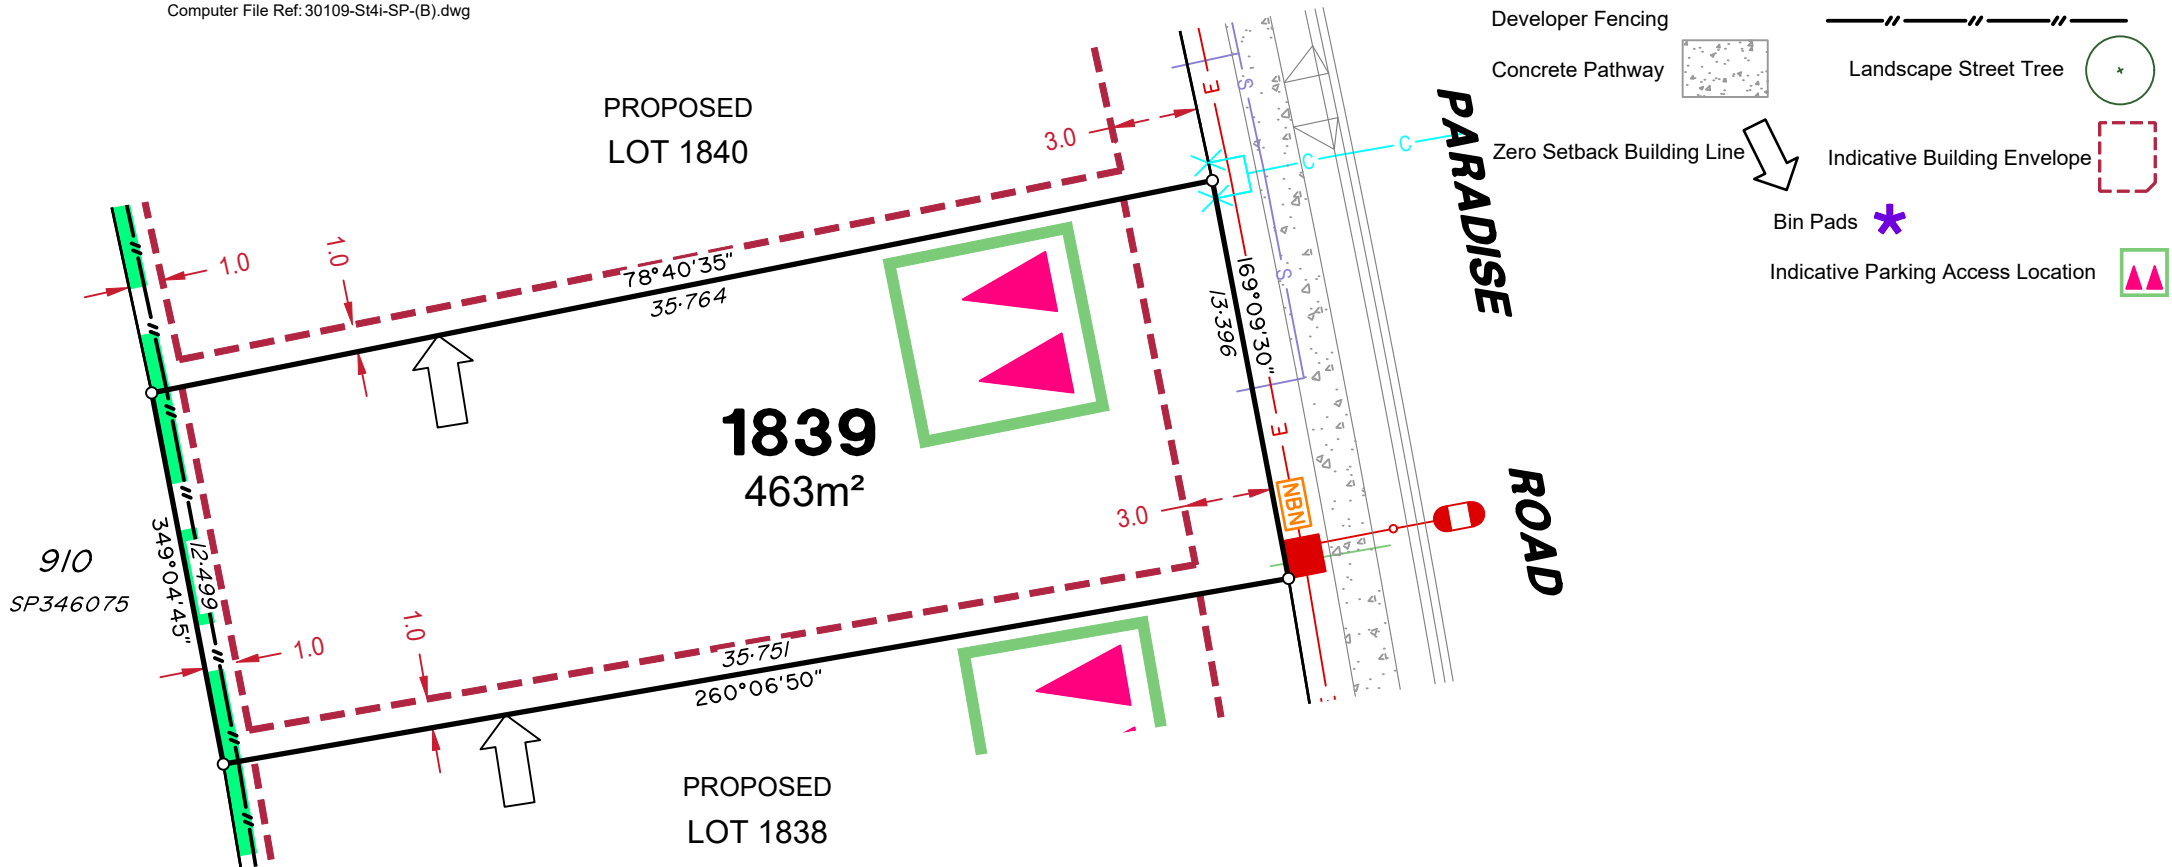 Computer File Ref: 30109-St4i-SP-(B).dwg
Developer Fencing
Concrete Pathway
Landscape Street Tree
Zero Setback Building Line
Indicative Building Envelope
Bin Pads
Indicative Parking Access Location
PROPOSED
LOT 1840
3.0
E
S
C
C
PARADISE
ROAD
1.0
1.0
78°40'35"
35·764
169°09'30"
13·396
S
E
1839
463m²
NBN
3.0
910
SP346075
349°04'45"
12·499
1.0
1.0
35·751
260°06'50"
PROPOSED
LOT 1838